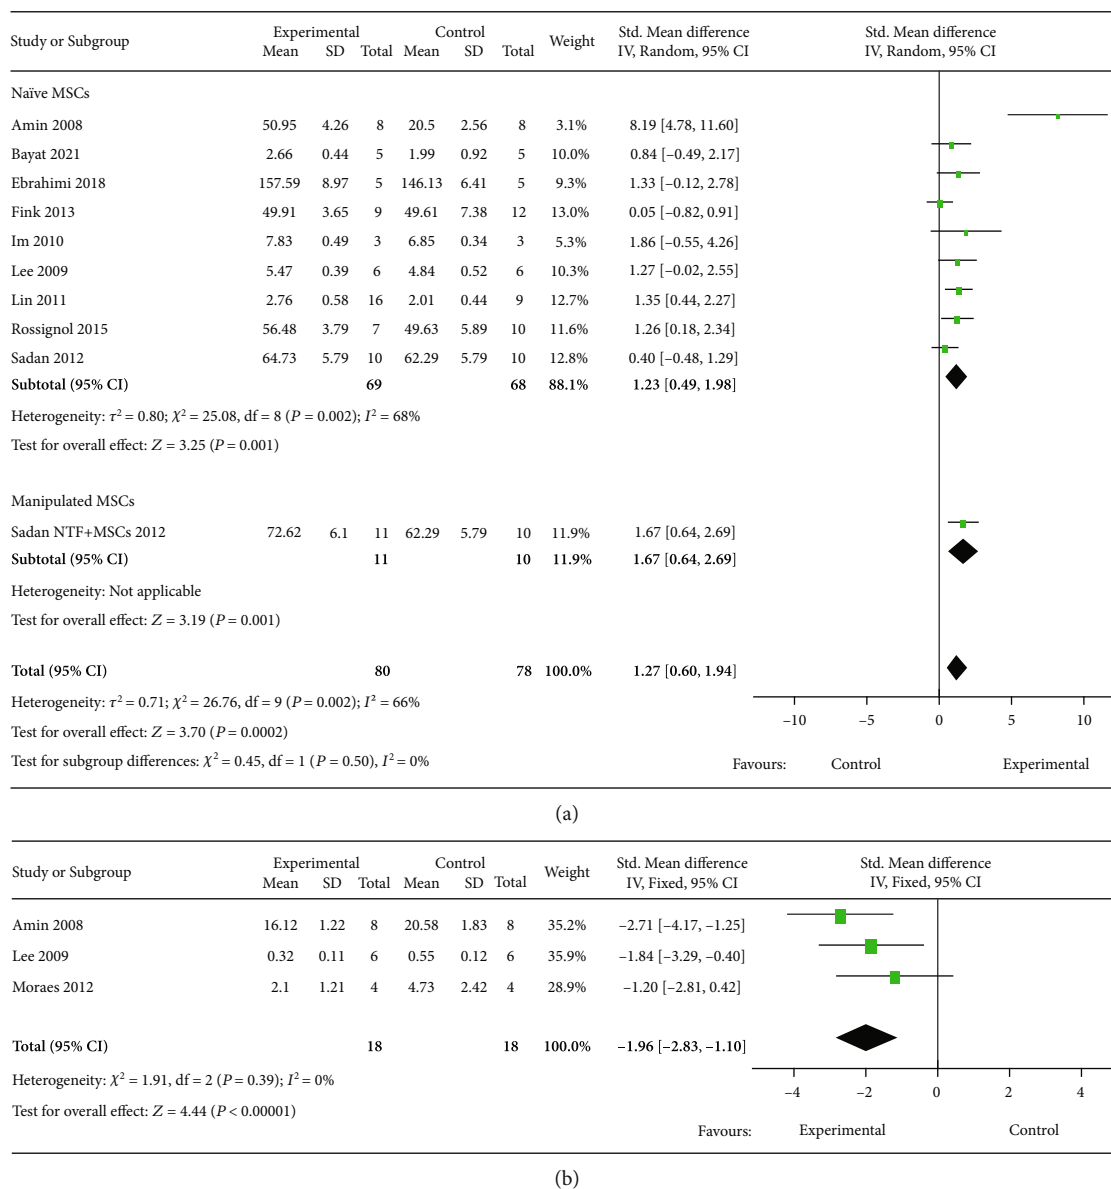 Study or Subgroup Experimental Control Weight Std. Mean difference Std. Mean difference
Mean SD Total Mean SD Total IV, Random, 95% CI IV, Random, 95% CI
Naïve MSCs
Amin 2008 50.95 4.26 8 20.5 2.56 8 3.1% 8.19 [4.78, 11.60]
Bayat 2021 2.66 0.44 5 1.99 0.92 5 10.0% 0.84 [–0.49, 2.17]
Ebrahimi 2018 157.59 8.97 5 146.13 6.41 5 9.3% 1.33 (–0.12, 2.78]
Fink 2013 49.91 3.65 9 49.61 7.38 12 13.0% 0.05 [–0.82, 0.91]
Im 2010 7.83 0.49 3 6.85 0.34 3 5.3% 1.86 [–0.55, 4.26]
Lee 2009 5.47 0.39 6 4.84 0.52 6 10.3% 1.27 [–0.02, 2.55]
Lin 2011 2.76 0.58 16 2.01 0.44 9 12.7% 1.35 [0.44, 2.27]
Rossignol 2015 56.48 3.79 7 49.63 5.89 10 11.6% 1.26 [0.18, 2.34]
Sadan 2012 64.73 5.79 10 62.29 5.79 10 12.8% 0.40 [–0.48, 1.29]
Subtotal (95% CI) 69 68 88.1% 1.23 [0.49, 1.98]
Heterogeneity: τ² = 0.80; χ² = 25.08, df = 8 (P = 0.002); I² = 68%
Test for overall effect: Z = 3.25 (P = 0.001)
Manipulated MSCs
Sadan NTF+MSCs 2012 72.62 6.1 11 62.29 5.79 10 11.9% 1.67 [0.64, 2.69]
Subtotal (95% CI) 11 10 11.9% 1.67 [0.64, 2.69]
Heterogeneity: Not applicable
Test for overall effect: Z = 3.19 (P = 0.001)
Total (95% CI) 80 78 100.0% 1.27 [0.60, 1.94]
Heterogeneity: τ² = 0.71; χ² = 26.76, df = 9 (P = 0.002); I² = 66%
–10 –5 0 5 10
Test for overall effect: Z = 3.70 (P = 0.0002)
Test for subgroup differences: χ² = 0.45, df = 1 (P = 0.50), I² = 0%
Favours: Control Experimental
(a)
Study or Subgroup Experimental Control Weight Std. Mean difference Std. Mean difference
Mean SD Total Mean SD Total IV, Fixed, 95% CI IV, Fixed, 95% CI
Amin 2008 16.12 1.22 8 20.58 1.83 8 35.2% –2.71 [–4.17, –1.25]
Lee 2009 0.32 0.11 6 0.55 0.12 6 35.9% –1.84 [–3.29, –0.40]
Moraes 2012 2.1 1.21 4 4.73 2.42 4 28.9% –1.20 [–2.81, 0.42]
Total (95% CI) 18 18 100.0% –1.96 [–2.83, –1.10]
Heterogeneity: χ² = 1.91, df = 2 (P = 0.39); I² = 0%
–4 –2 0 2 4
Test for overall effect: Z = 4.44 (P < 0.00001)
Favours: Experimental Control
(b)